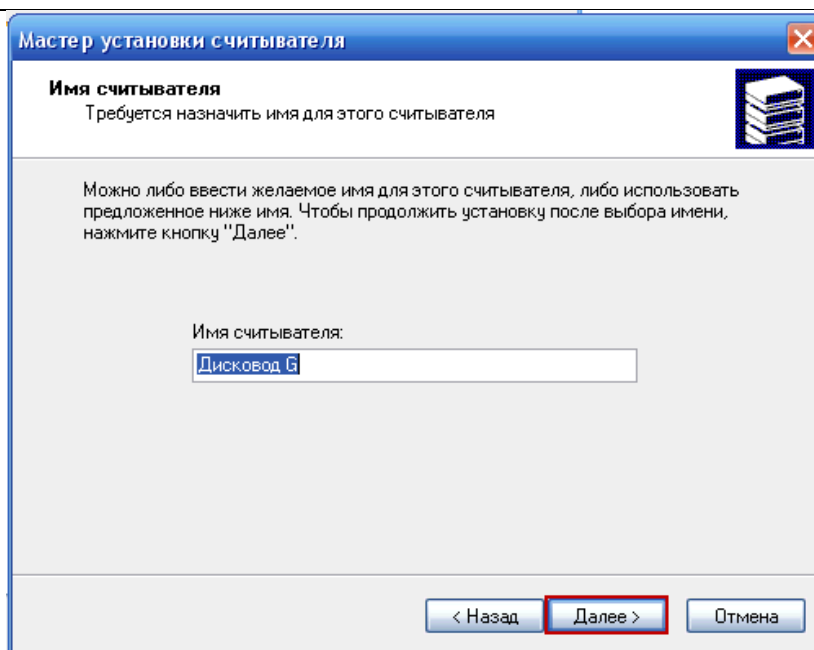 Мастер установки считывателя
Имя считывателя
Требуется назначить имя для этого считывателя
Можно либо ввести желаемое имя для этого считывателя, либо использовать
предложенное ниже имя. Чтобы продолжить установку после выбора имени,
нажмите кнопку "Далее".
Имя считывателя:
Дисковод G
< Назад Далее > Отмена